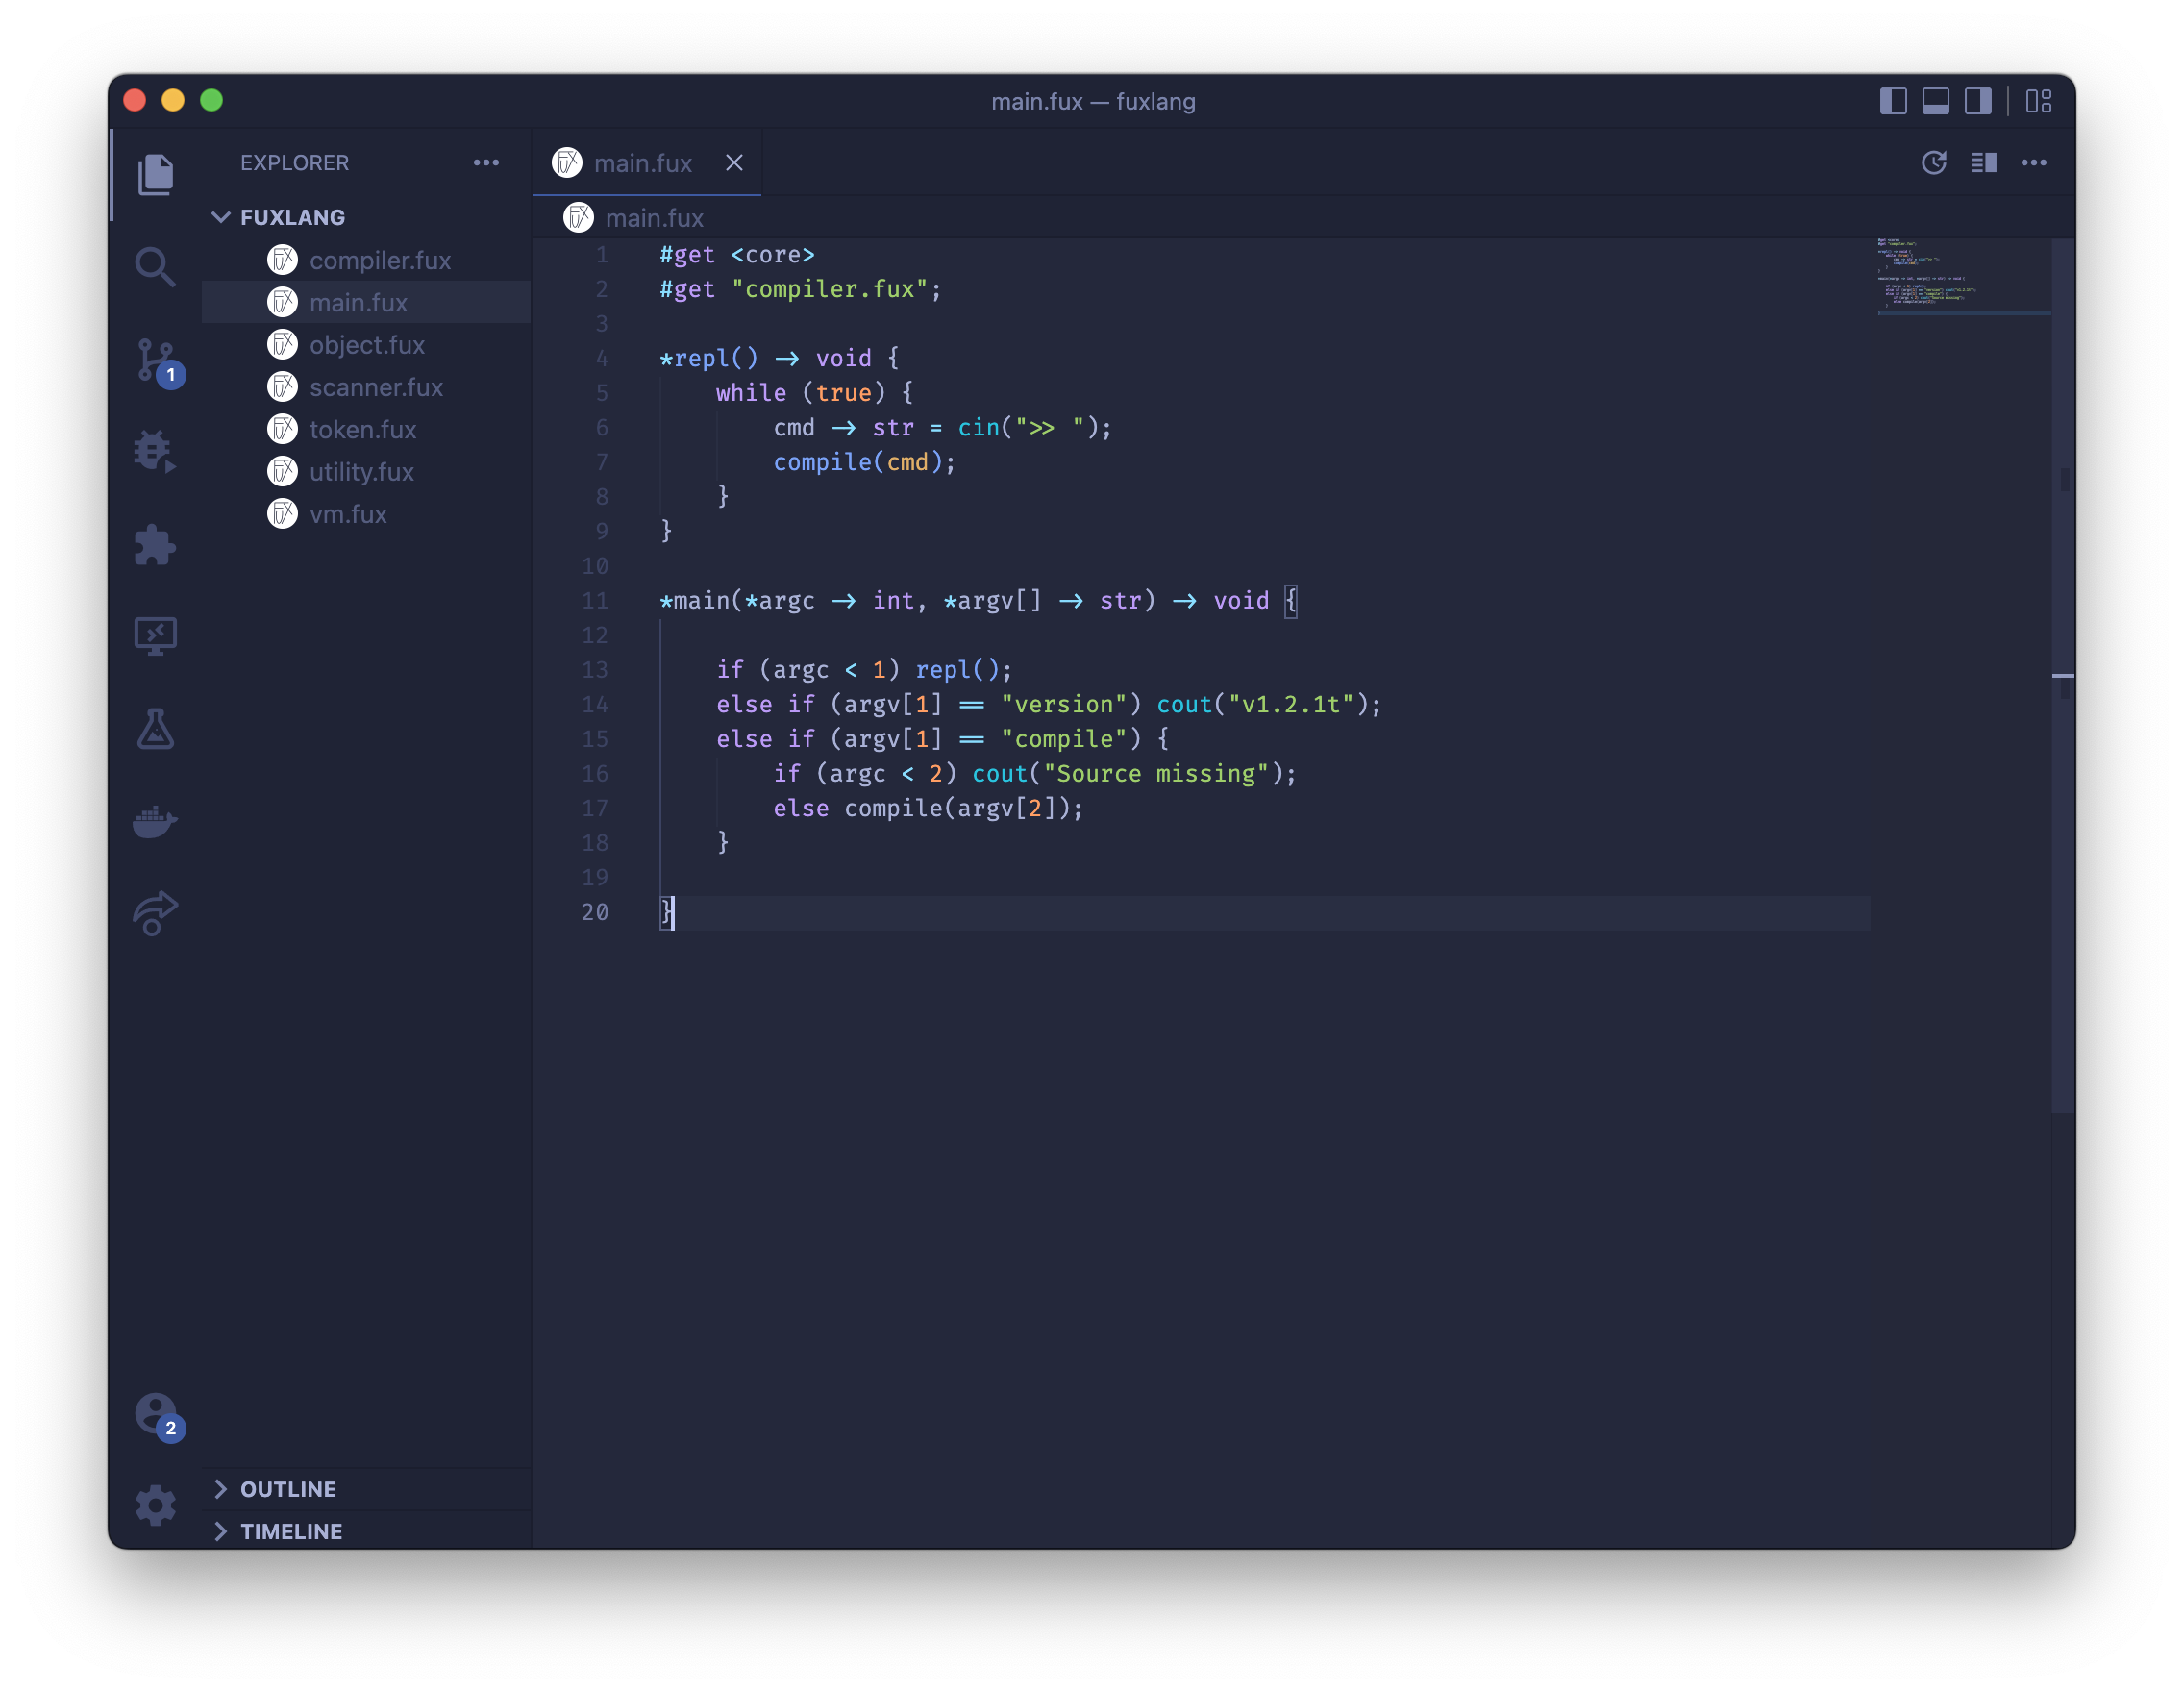 main.fux — fuxlang
EXPLORER
FUXLANG
compiler.fux
main.fux
object.fux
scanner.fux
token.fux
utility.fux
vm.fux
1
2
OUTLINE
TIMELINE
main.fux
main.fux
1 #get <core>
2 #get "compiler.fux";
3
4 *repl() -> void {
5 while (true) {
6 cmd -> str = cin(">> ");
7 compile(cmd);
8 }
9 }
10
11 *main(*argc -> int, *argv[] -> str) -> void {
12
13 if (argc < 1) repl();
14 else if (argv[1] == "version") cout("v1.2.1t");
15 else if (argv[1] == "compile") {
16 if (argc < 2) cout("Source missing");
17 else compile(argv[2]);
18 }
19
20 }